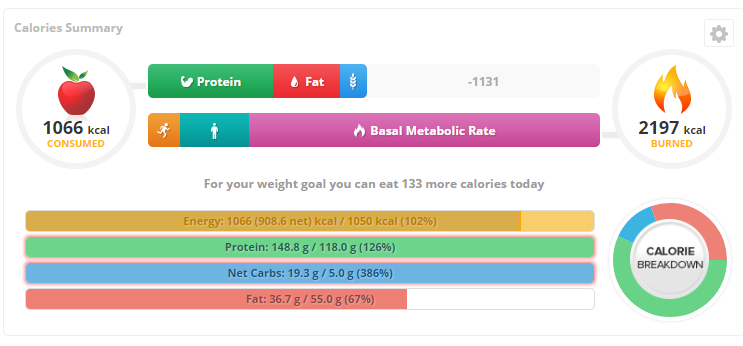 Calories Summary
Protein
Fat
-1131
1066 kcal
CONSUMED
2197 kcal
BURNED
Basal Metabolic Rate
For your weight goal you can eat 133 more calories today
Energy: 1066 (908.6 net) kcal / 1050 kcal (102%)
Protein: 148.8 g / 118.0 g (126%)
Net Carbs: 19.3 g / 5.0 g (386%)
Fat: 36.7 g / 55.0 g (67%)
CALORIE
BREAKDOWN